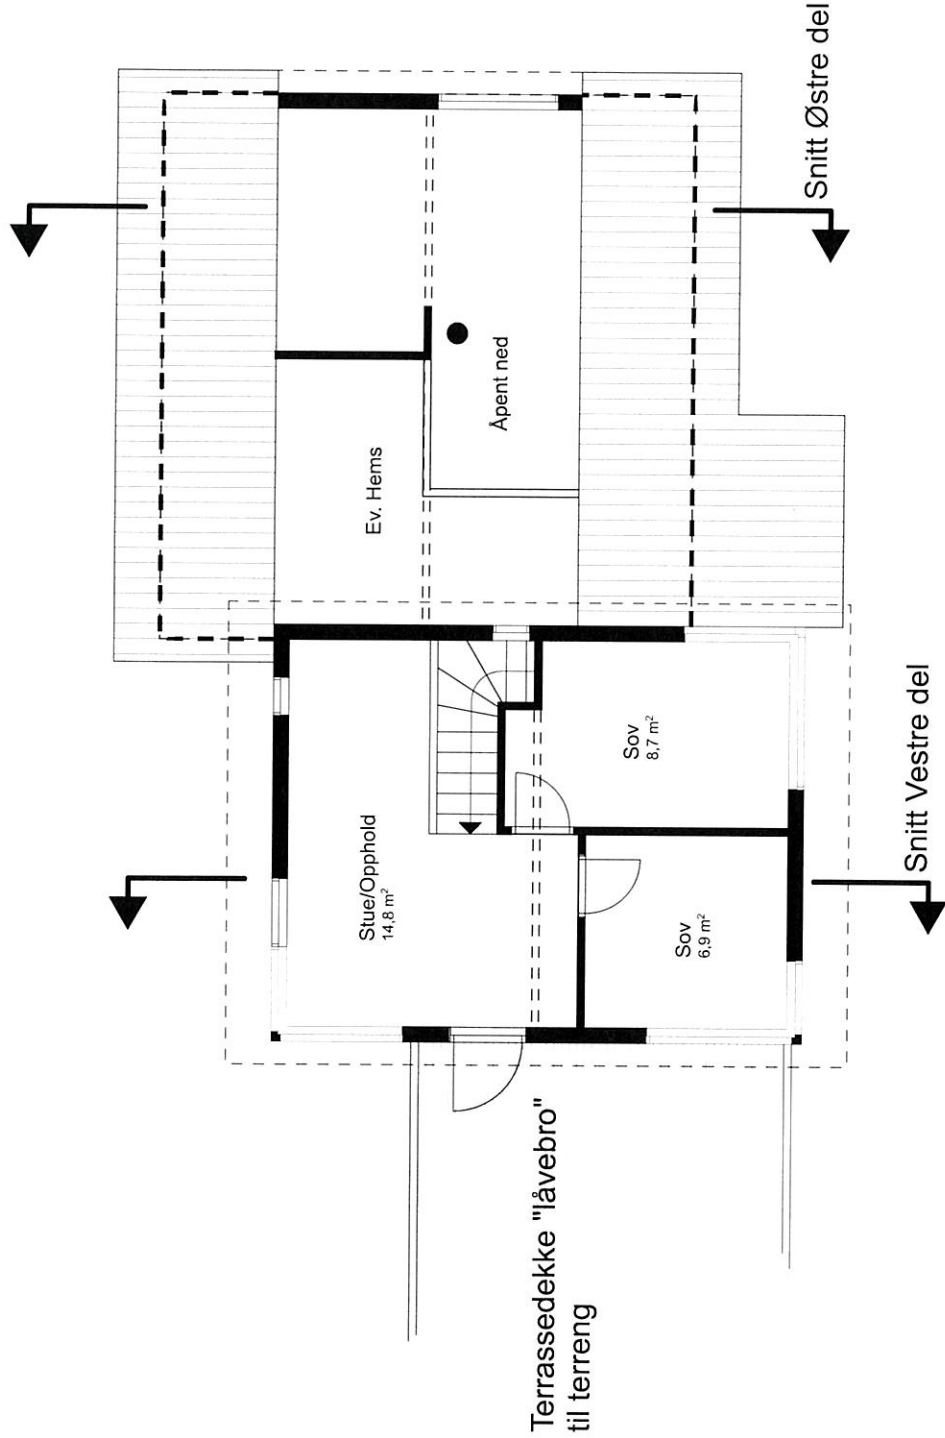 Snitt Østre del
Åpent ned
Ev. Hems
Sov
8,7 m²
Snitt Vestre del
Stue/Opphold
14,8 m²
Sov
6,9 m²
Terrassedekke "låvebro"
til terreng